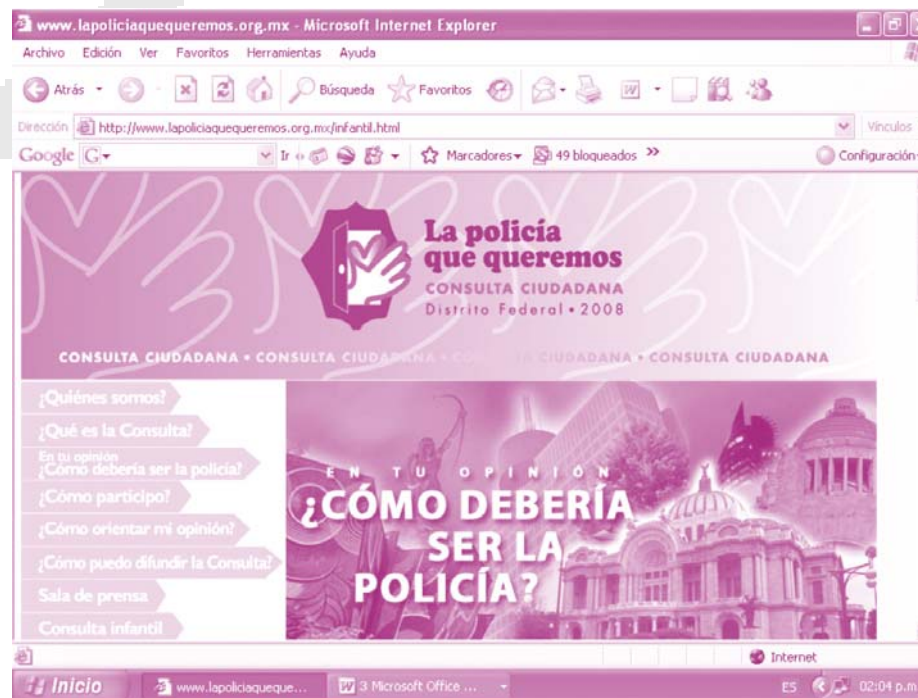 www.lapoliciaquequeremos.org.mx - Microsoft Internet Explorer
Archivo Edición Ver Favoritos Herramientas Ayuda
Atrás Búsqueda Favoritos
Dirección http://www.lapoliciaquequeremos.org.mx/infantil.html Vínculos
Google G Ir Marcadores 49 bloqueados » Configuración
La policía
que queremos
CONSULTA CIUDADANA
Distrito Federal • 2008
CONSULTA CIUDADANA • CONSULTA CIUDADANA • CONSULTA CIUDADANA • CONSULTA CIUDADANA
¿Quiénes somos?
¿Qué es la Consulta?
En tu opinión
¿Cómo debería ser la policía?
¿Cómo participo?
¿Cómo orientar mi opinión?
¿Cómo puedo difundir la Consulta?
Sala de prensa
Consulta infantil
EN TU OPINIÓN
¿CÓMO DEBERÍA
SER LA
POLICÍA?
Internet
Inicio www.lapoliciaqueque... 3 Microsoft Office ... ES 02:04 p.m